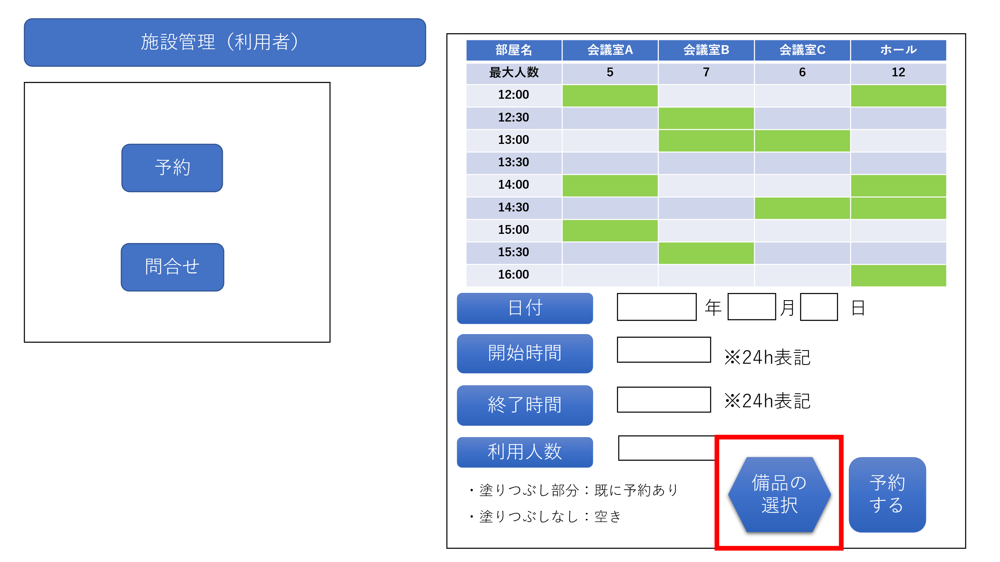 施設管理（利用者）
予約
問合せ
部屋名 会議室A 会議室B 会議室C ホール
最大人数 5 7 6 12
12:00
12:30
13:00
13:30
14:00
14:30
15:00
15:30
16:00
日付 年 月 日
開始時間 ※24h表記
終了時間 ※24h表記
利用人数
・塗りつぶし部分：既に予約あり
・塗りつぶしなし：空き
備品の
選択
予約
する